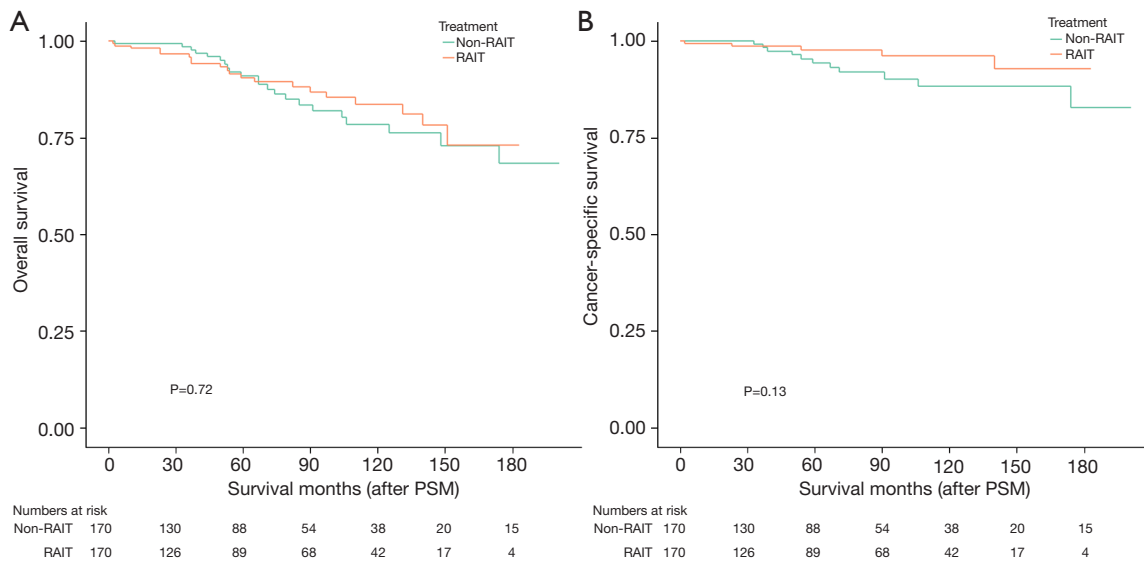 A
Treatment
Non-RAIT
RAIT
Overall survival
1.00
0.75
0.50
0.25
0.00
P=0.72
0 30 60 90 120 150 180
Survival months (after PSM)
Numbers at risk
Non-RAIT 170 130 88 54 38 20 15
RAIT 170 126 89 68 42 17 4
B
Treatment
Non-RAIT
RAIT
Cancer-specific survival
1.00
0.75
0.50
0.25
0.00
P=0.13
0 30 60 90 120 150 180
Survival months (after PSM)
Numbers at risk
Non-RAIT 170 130 88 54 38 20 15
RAIT 170 126 89 68 42 17 4